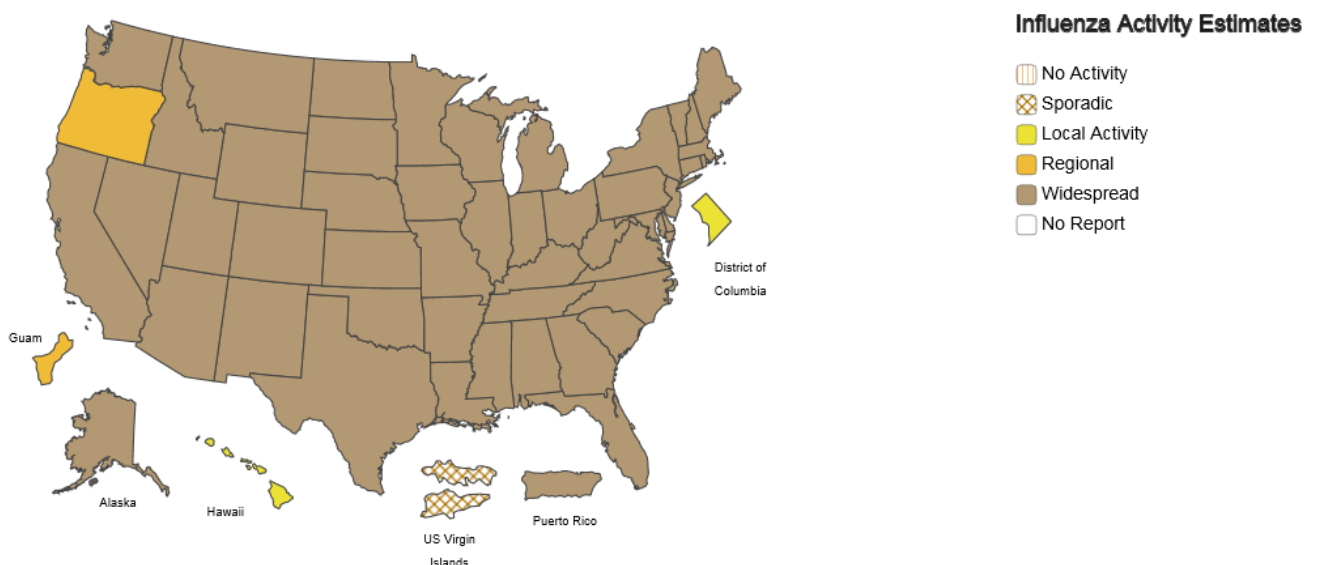 Influenza Activity Estimates
No Activity
Sporadic
Local Activity
Regional
Widespread
No Report
District of
Columbia
Guam
Alaska
Hawaii
US Virgin
Islands
Puerto Rico